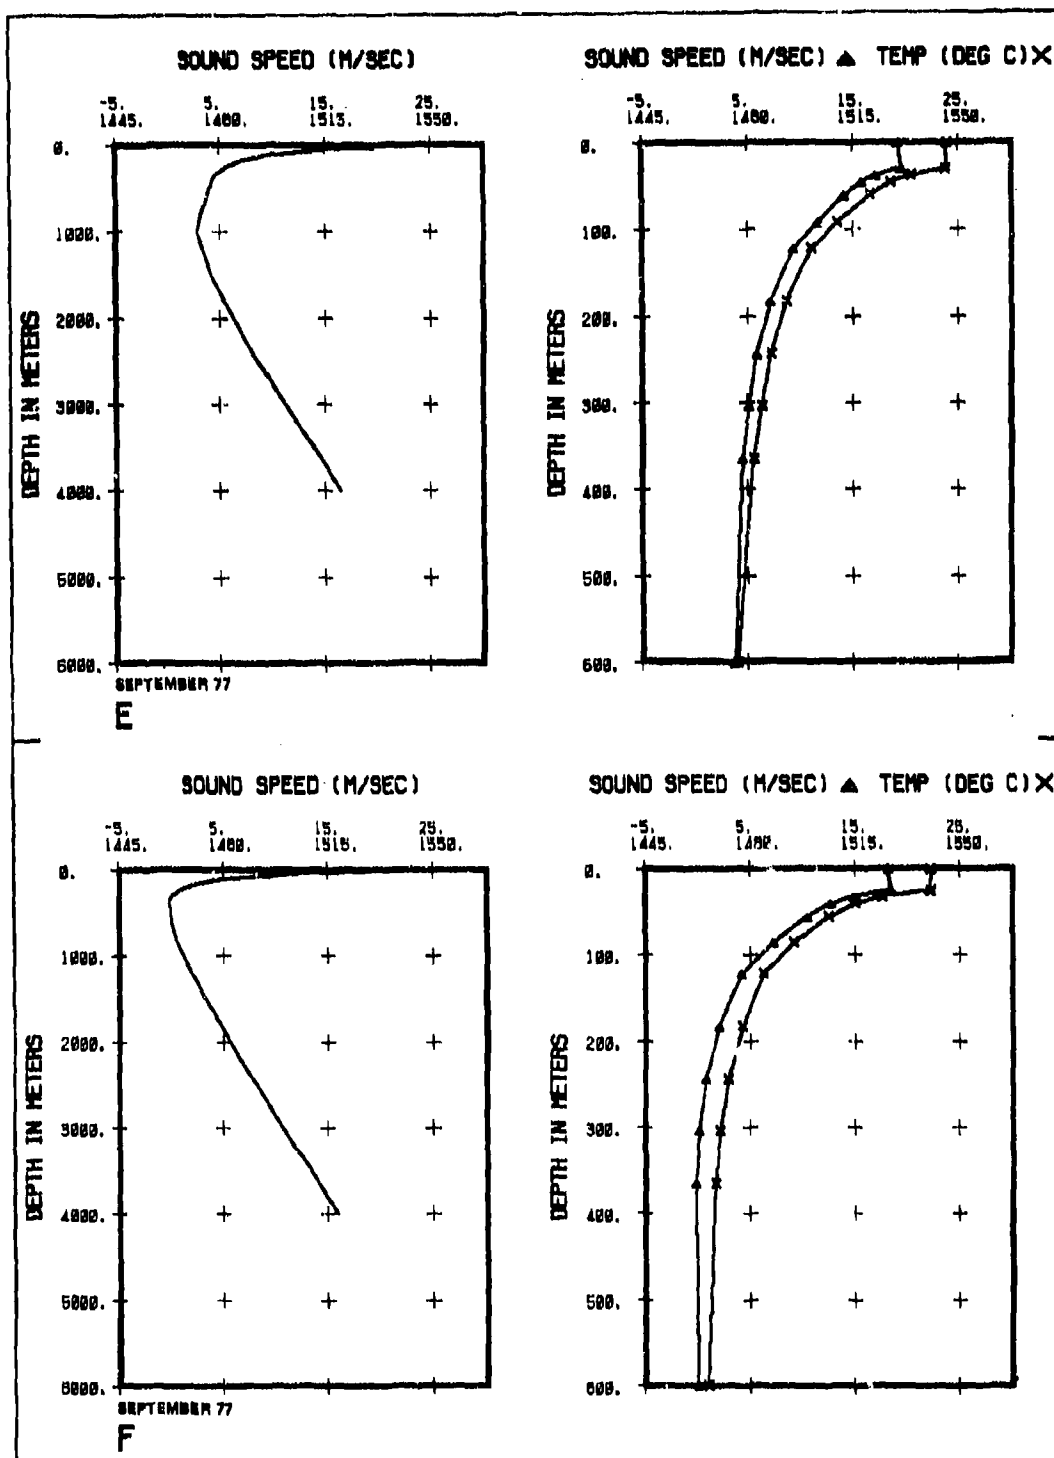 SOUND SPEED (M/SEC)
SOUND SPEED (M/SEC) ▲ TEMP (DEG C) X
-5. 5. 15. 25.
1445. 1480. 1515. 1550.
-5. 5. 15. 25.
1445. 1480. 1515. 1550.
0.
1000.
2000.
3000.
4000.
5000.
6000.
DEPTH IN METERS
0.
100.
200.
300.
400.
500.
600.
DEPTH IN METERS
SEPTEMBER 77
E
SOUND SPEED (M/SEC)
SOUND SPEED (M/SEC) ▲ TEMP (DEG C) X
-5. 5. 15. 25.
1445. 1480. 1515. 1550.
-5. 5. 15. 25.
1445. 1480. 1515. 1550.
0.
1000.
2000.
3000.
4000.
5000.
6000.
DEPTH IN METERS
0.
100.
200.
300.
400.
500.
600.
DEPTH IN METERS
SEPTEMBER 77
F